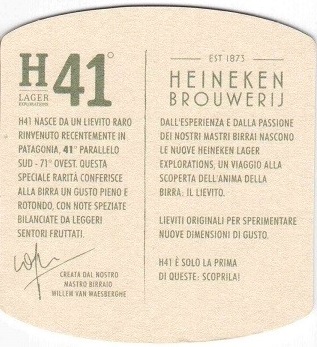 H41°
LAGER
EXPLORATIONS
H41 NASCE DA UN LIEVITO RARO
RINVENUTO RECENTEMENTE IN
PATAGONIA, 41° PARALLELO
SUD - 71° OVEST. QUESTA
SPECIALE RARITÀ CONFERISCE
ALLA BIRRA UN GUSTO PIENO E
ROTONDO, CON NOTE SPEZIATE
BILANCIATE DA LEGGERI
SENTORI FRUTTATI.
CREATA DAL NOSTRO
MASTRO BIRRAIO
WILLEM VAN WAESBERGHE
EST 1873
HEINEKEN
BROUWERIJ
DALL'ESPERIENZA E DALLA PASSIONE
DEI NOSTRI MASTRI BIRRAI NASCONO
LE NUOVE HEINEKEN LAGER
EXPLORATIONS, UN VIAGGIO ALLA
SCOPERTA DELL'ANIMA DELLA
BIRRA: IL LIEVITO.
LIEVITI ORIGINALI PER SPERIMENTARE
NUOVE DIMENSIONI DI GUSTO.
H41 È SOLO LA PRIMA
DI QUESTE: SCOPRILA!